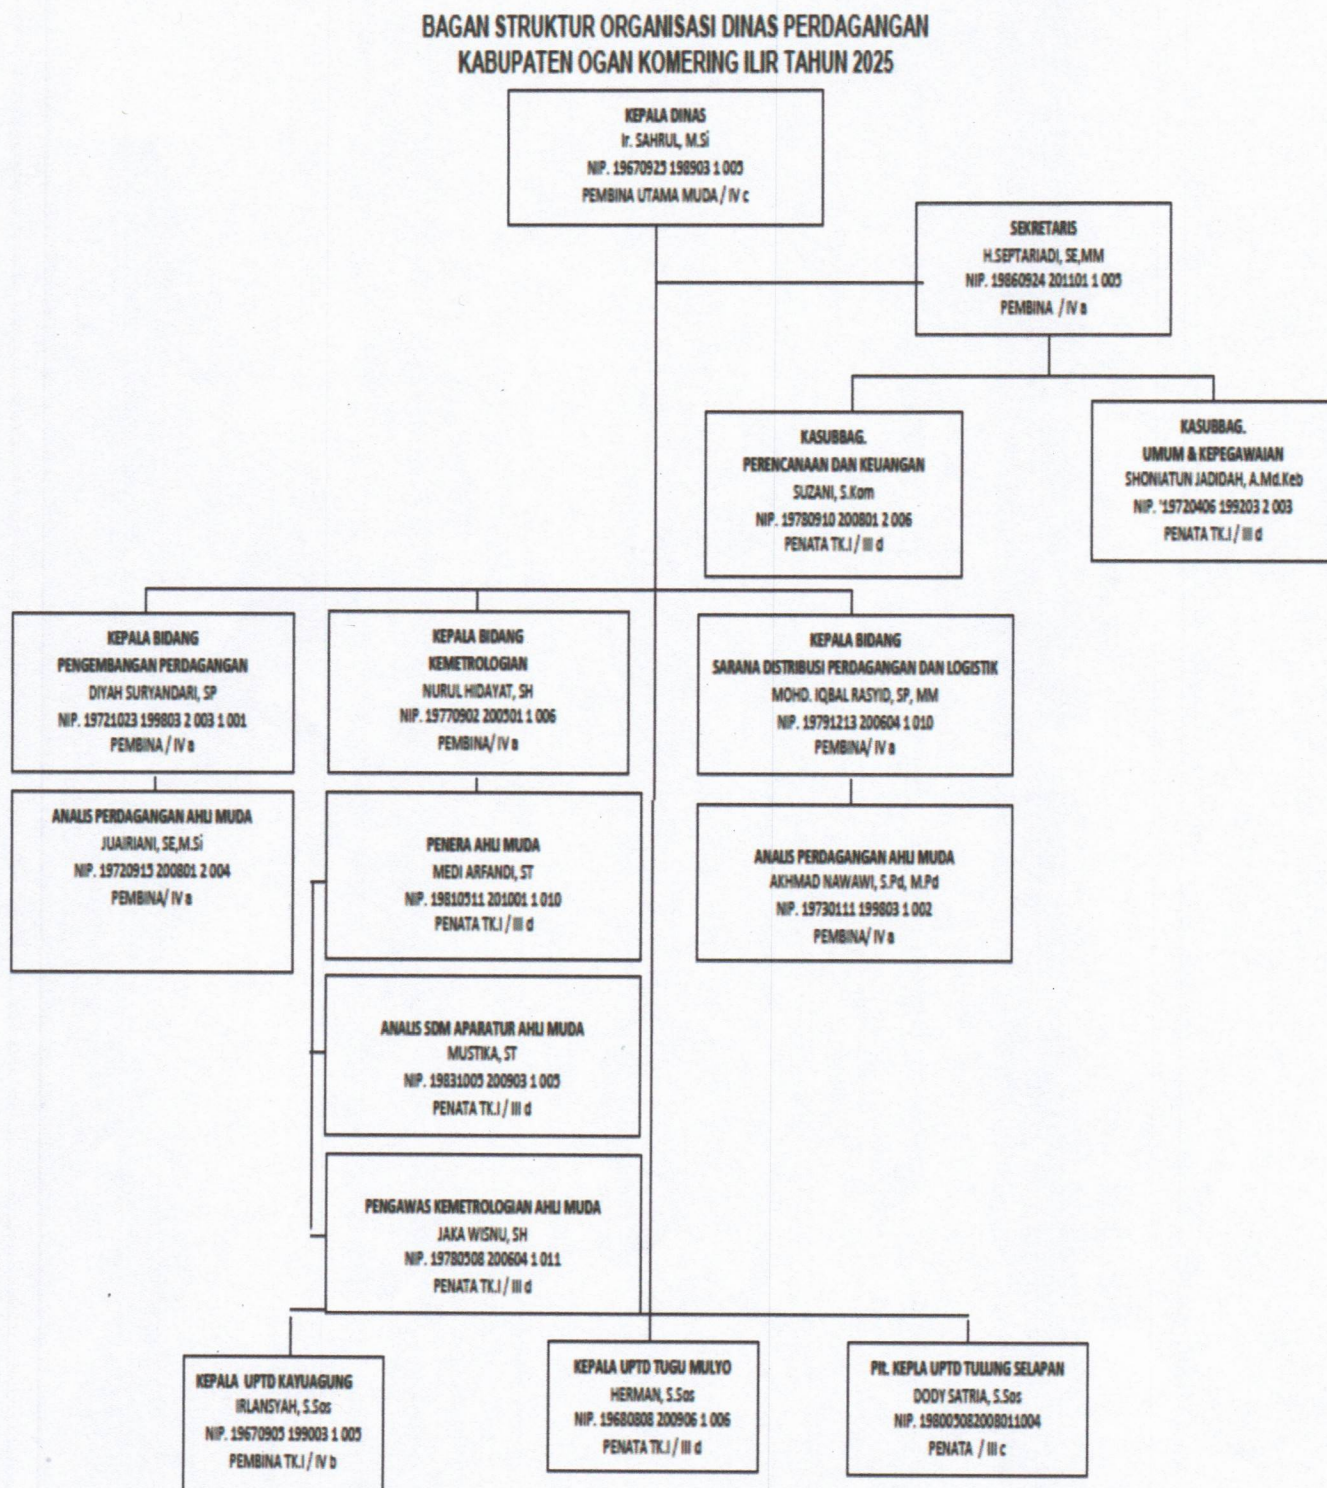 BAGAN STRUKTUR ORGANISASI DINAS PERDAGANGAN
KABUPATEN OGAN KOMERING ILIR TAHUN 2025
KEPALA DINAS
Ir. SAHRUL, M.Si
NIP. 19670925 198903 1 005
PEMBINA UTAMA MUDA / IV c
SEKRETARIS
H.SEPTARIADI, SE,MM
NIP. 19860924 201101 1 005
PEMBINA / IV a
KASUBBAG.
PERENCANAAN DAN KEUANGAN
SUZANI, S.Kom
NIP. 19780910 200801 2 006
PENATA TK.I / III d
KASUBBAG.
UMUM & KEPEGAWAIAN
SHONIATUN JADIDAH, A.Md.Keb
NIP. '19720406 199203 2 003
PENATA TK.I / III d
KEPALA BIDANG
PENGEMBANGAN PERDAGANGAN
DIYAH SURYANDARI, SP
NIP. 19721023 199803 2 003 1 001
PEMBINA / IV a
KEPALA BIDANG
KEMETROLOGIAN
NURUL HIDAYAT, SH
NIP. 19770902 200501 1 006
PEMBINA/ IV a
KEPALA BIDANG
SARANA DISTRIBUSI PERDAGANGAN DAN LOGISTIK
MOHD. IQBAL RASYID, SP, MM
NIP. 19791213 200604 1 010
PEMBINA/ IV a
ANALIS PERDAGANGAN AHLI MUDA
JUAIRIANI, SE,M.Si
NIP. 19720915 200801 2 004
PEMBINA/ IV a
PENERA AHLI MUDA
MEDI ARFANDI, ST
NIP. 19810511 201001 1 010
PENATA TK.I / III d
ANALIS PERDAGANGAN AHLI MUDA
AKHMAD NAWAWI, S.Pd, M.Pd
NIP. 19730111 199803 1 002
PEMBINA/ IV a
ANALIS SDM APARATUR AHLI MUDA
MUSTIKA, ST
NIP. 19831005 200903 1 005
PENATA TK.I / III d
PENGAWAS KEMETROLOGIAN AHLI MUDA
JAKA WISNU, SH
NIP. 19780508 200604 1 011
PENATA TK.I / III d
KEPALA UPTD KAYUAGUNG
IRLANSYAH, S.Sos
NIP. 19670905 199003 1 005
PEMBINA TK.I / IV b
KEPALA UPTD TUGU MULYO
HERMAN, S.Sos
NIP. 19680808 200906 1 006
PENATA TK.I / III d
Plt. KEPLA UPTD TULUNG SELAPAN
DODY SATRIA, S.Sos
NIP. 198005082008011004
PENATA / III c